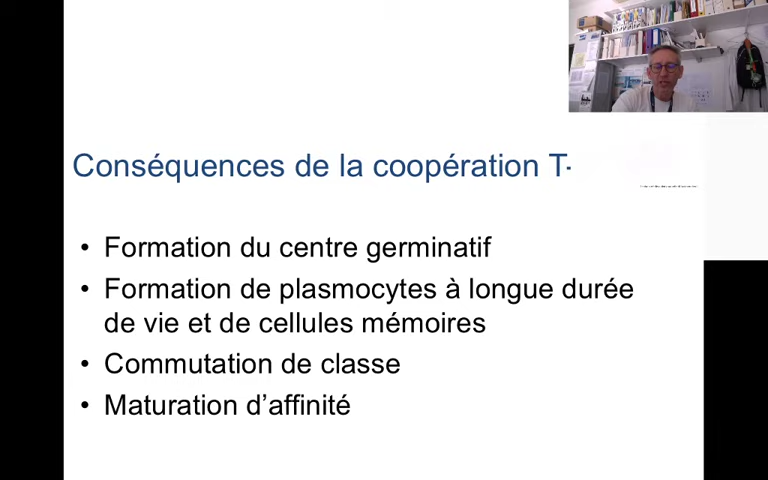 Conséquences de la coopération T-
• Formation du centre germinatif
• Formation de plasmocytes à longue durée
de vie et de cellules mémoires
• Commutation de classe
• Maturation d’affinité